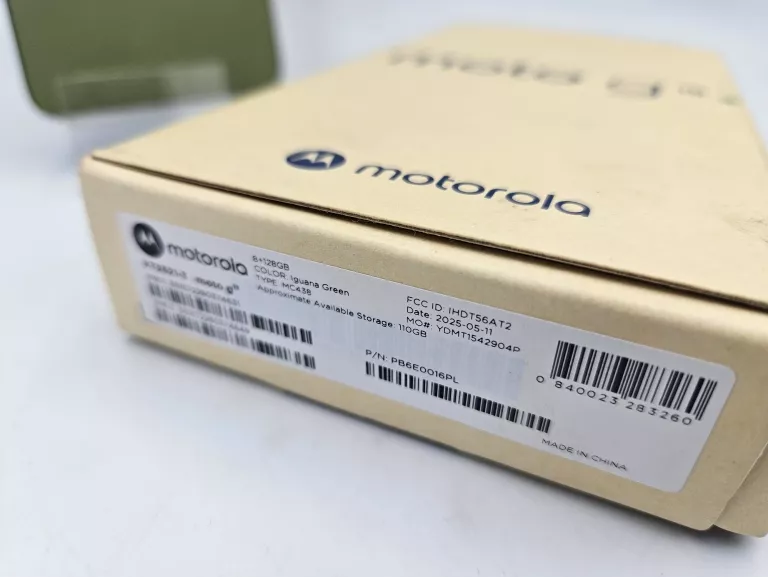 moto g
motorola
motorola
8+128GB
COLOR: Iguana Green
TYPE: MC43B
Approximate Available Storage: 110GB
FCC ID: IHDT56AT2
Date: 2025-05-11
MO#: YDMT1542904P
P/N: PB6E0016PL
0 840023 283260
MADE IN CHINA